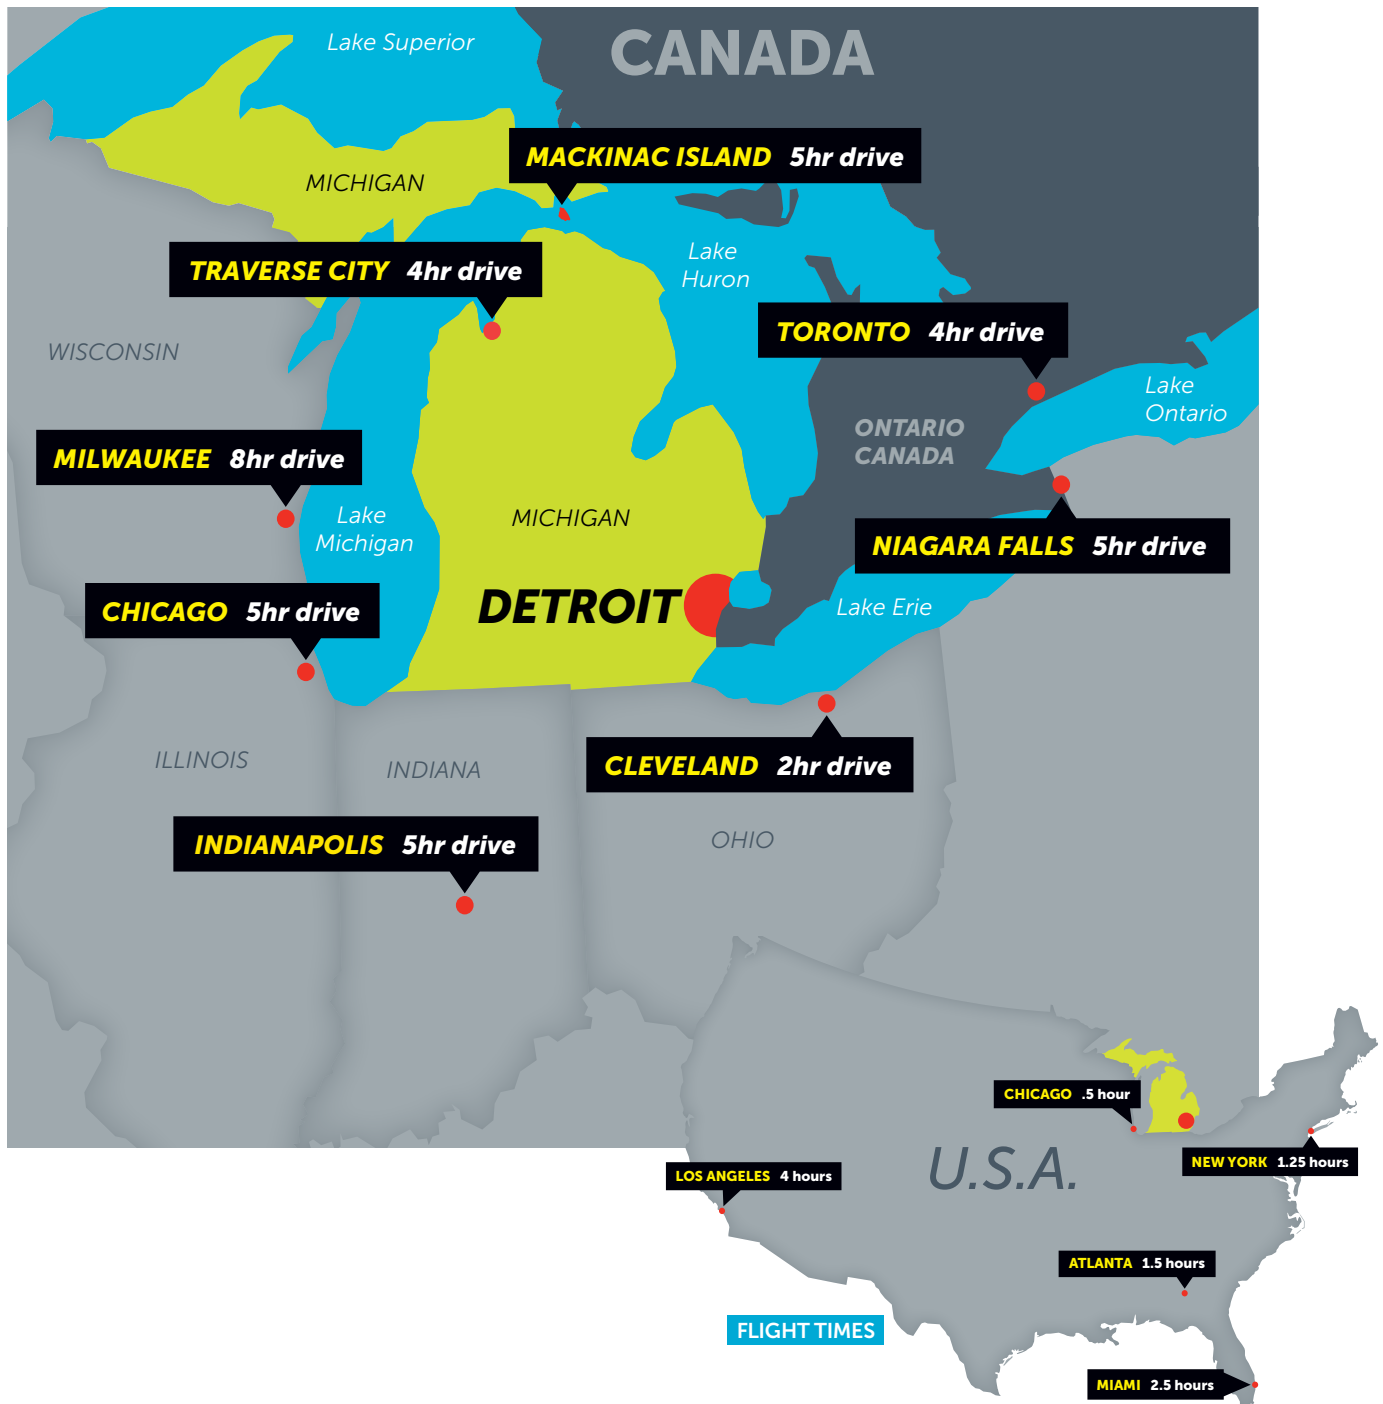 Lake Superior
CANADA
MACKINAC ISLAND 5hr drive
MICHIGAN
Lake
Huron
TRAVERSE CITY 4hr drive
TORONTO 4hr drive
WISCONSIN
Lake
Ontario
ONTARIO
CANADA
MILWAUKEE 8hr drive
Lake
Michigan
MICHIGAN
NIAGARA FALLS 5hr drive
CHICAGO 5hr drive
DETROIT
Lake Erie
ILLINOIS
INDIANA
CLEVELAND 2hr drive
INDIANAPOLIS 5hr drive
OHIO
CHICAGO .5 hour
NEW YORK 1.25 hours
LOS ANGELES 4 hours
U.S.A.
ATLANTA 1.5 hours
FLIGHT TIMES
MIAMI 2.5 hours